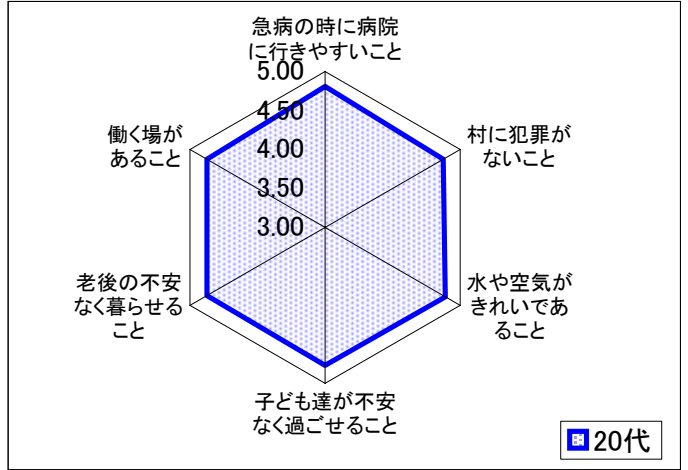 急病の時に病院
に行きやすいこと
5.00
4.50
4.00
3.50
3.00
村に犯罪が
ないこと
水や空気が
きれいであ
ること
子ども達が不安
なく過ごせること
老後の不安
なく暮らせる
こと
働く場が
あること
20代